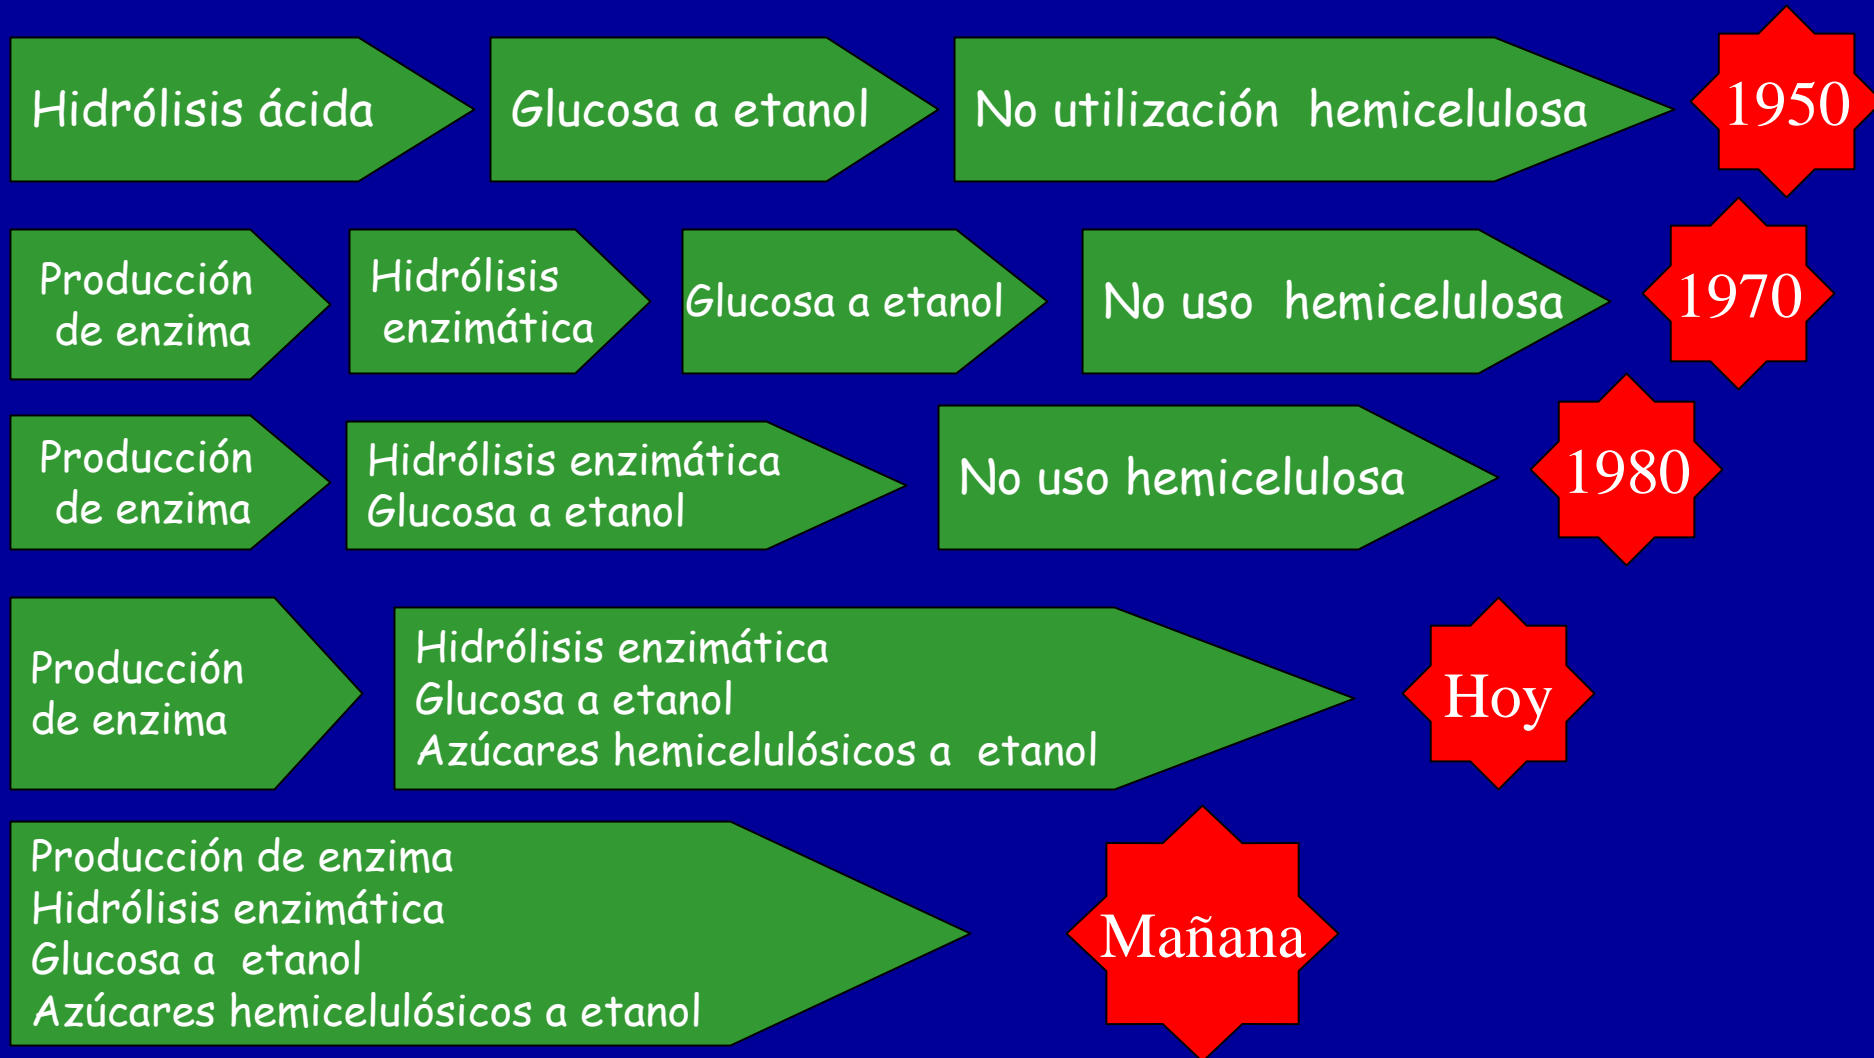 Hidrólisis ácida
Glucosa a etanol
No utilización hemicelulosa
1950
Producción
de enzima
Hidrólisis
enzimática
Glucosa a etanol
No uso hemicelulosa
1970
Producción
de enzima
Hidrólisis enzimática
Glucosa a etanol
No uso hemicelulosa
1980
Producción
de enzima
Hidrólisis enzimática
Glucosa a etanol
Azúcares hemicelulósicos a etanol
Hoy
Producción de enzima
Hidrólisis enzimática
Glucosa a etanol
Azúcares hemicelulósicos a etanol
Mañana